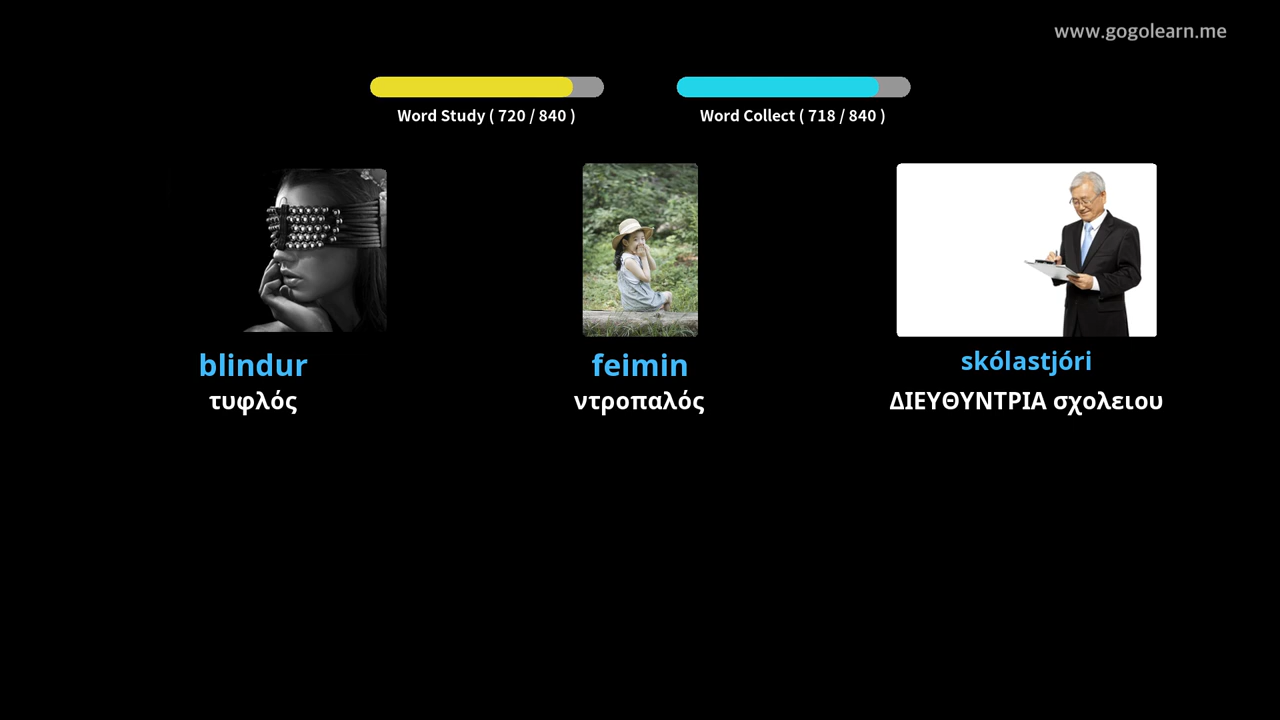 www.gogolearn.me
Word Study ( 720 / 840 )
Word Collect ( 718 / 840 )
blindur
feimin
skólastjóri
τυφλός
ντροπαλός
ΔΙΕΥΘΥΝΤΡΙΑ σχολειου